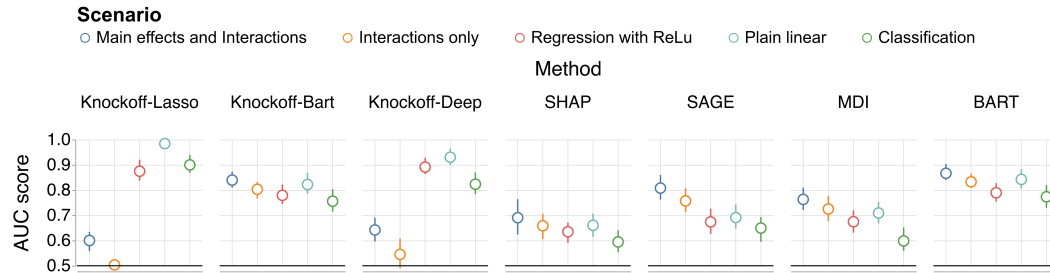 Scenario
Main effects and Interactions Interactions only Regression with ReLu Plain linear Classification
Method
Knockoff-Lasso Knockoff-Bart Knockoff-Deep SHAP SAGE MDI BART
AUC score
1.0
0.9
0.8
0.7
0.6
0.5